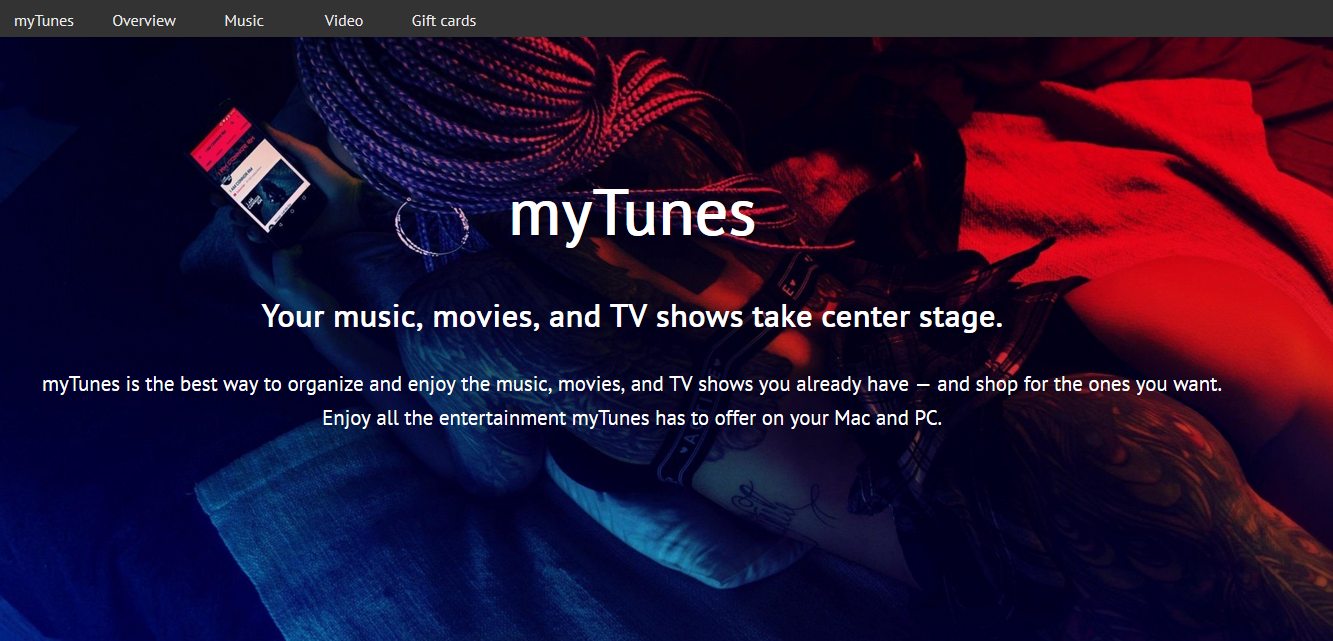 myTunes Overview Music Video Gift cards
myTunes
Your music, movies, and TV shows take center stage.
myTunes is the best way to organize and enjoy the music, movies, and TV shows you already have — and shop for the ones you want.
Enjoy all the entertainment myTunes has to offer on your Mac and PC.